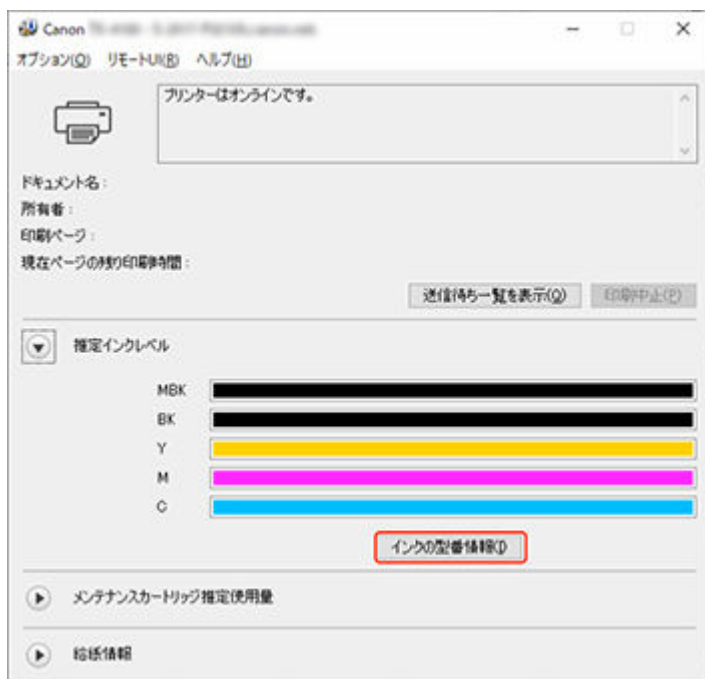 Canon
オプション(O) リモートUI(R) ヘルプ(H)
プリンターはオンラインです。
ドキュメント名:
所有者:
印刷ページ:
現在ページの残り印刷時間:
送信待ち一覧を表示(Q) 印刷中止(P)
推定インクレベル
MBK
BK
Y
M
C
インクの型番情報(I)
メンテナンスカートリッジ推定使用量
給紙情報